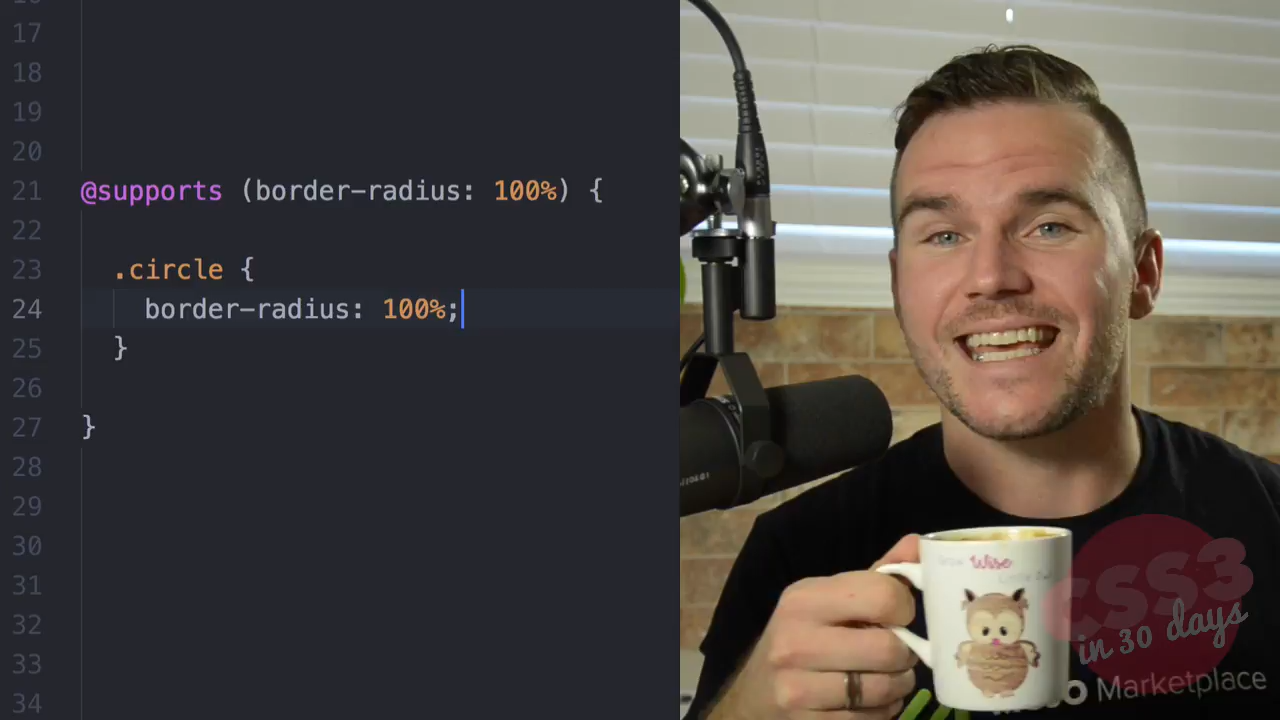 17
18
19
20
21 @supports (border-radius: 100%) {
22
23 .circle {
24 border-radius: 100%;
25 }
26
27 }
28
29
30
31
32
33
34
Wise
CSS3
in 30 days
Marketplace